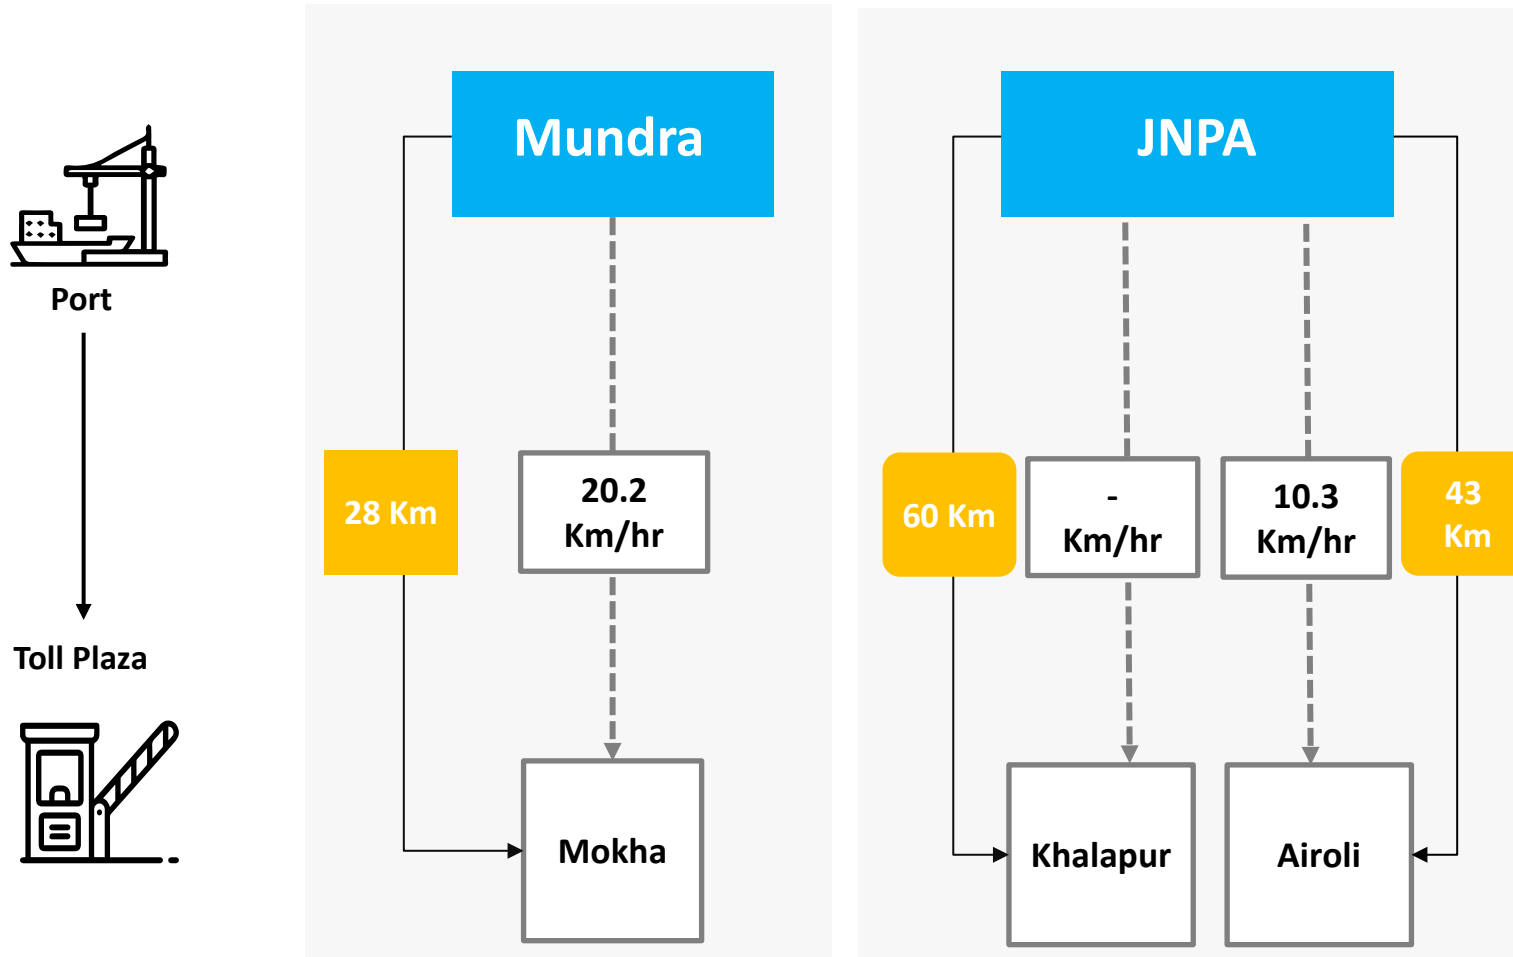 Port
Toll Plaza
Mundra
28 Km
20.2
Km/hr
Mokha
JNPA
60 Km
-
Km/hr
10.3
Km/hr
43
Km
Khalapur
Airoli